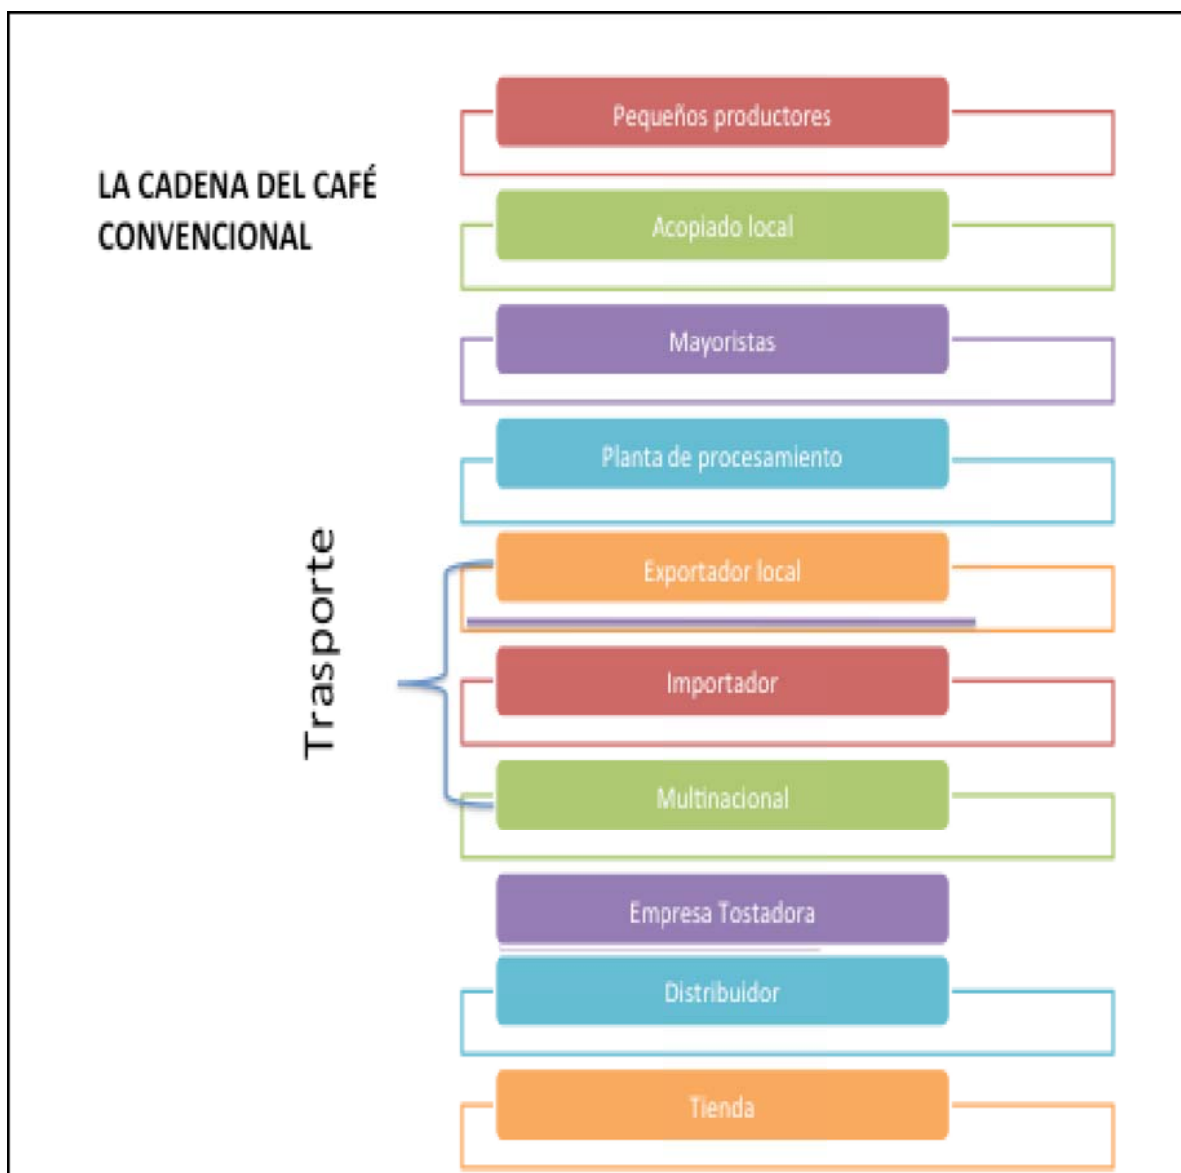 LA CADENA DEL CAFÉ
CONVENCIONAL
Pequeños productores
Acopiado local
Mayoristas
Planta de procesamiento
Trasporte
Exportador local
Importador
Multinacional
Empresa Tostadora
Distribuidor
Tienda